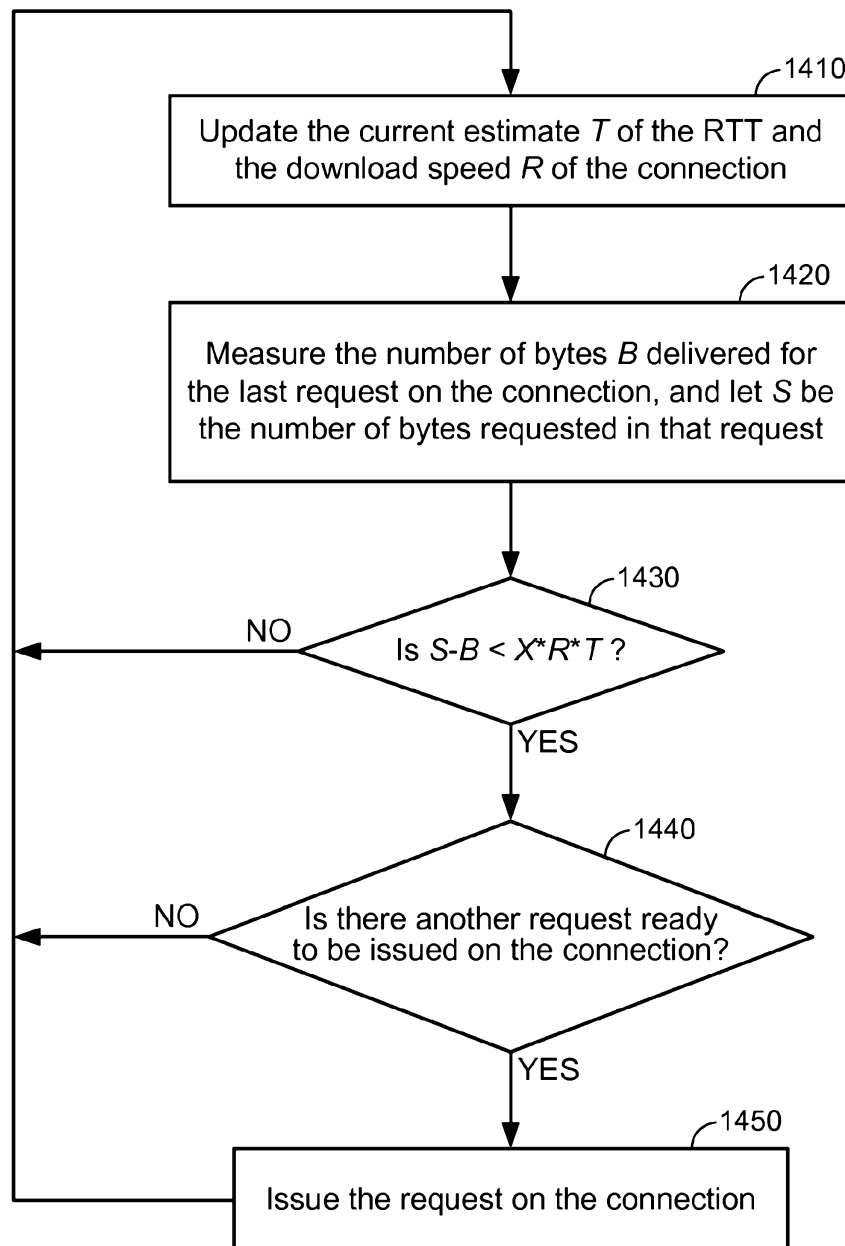 1410
Update the current estimate T of the RTT and
the download speed R of the connection
1420
Measure the number of bytes B delivered for
the last request on the connection, and let S be
the number of bytes requested in that request
1430
NO
Is S-B < X*R*T ?
YES
1440
NO
Is there another request ready
to be issued on the connection?
YES
1450
Issue the request on the connection